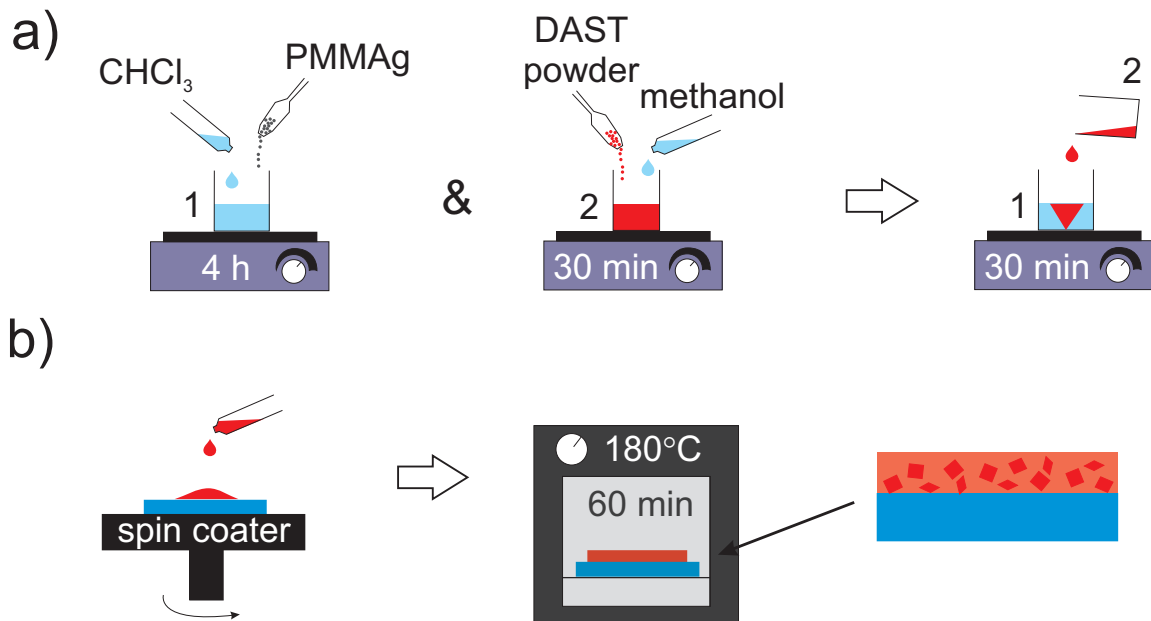 a)
CHCl₃
PMMAg
1
4 h
&
DAST
powder
methanol
2
30 min
2
1
30 min
b)
spin coater
180°C
60 min